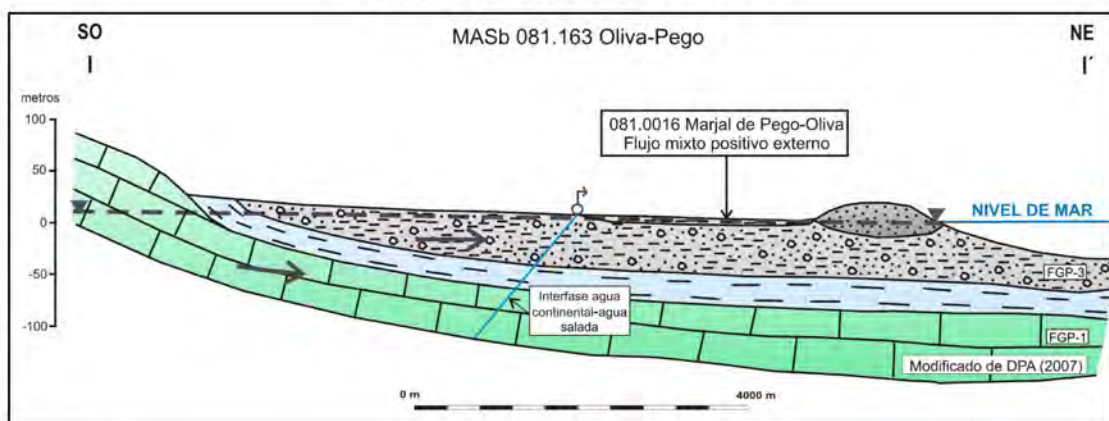 SO
I
MASb 081.163 Oliva-Pego
NE
I´
metros
100
50
0
-50
-100
081.0016 Marjal de Pego-Oliva
Flujo mixto positivo externo
NIVEL DE MAR
FGP-3
Interfase agua
continental-agua
salada
FGP-1
Modificado de DPA (2007)
0 m
4000 m